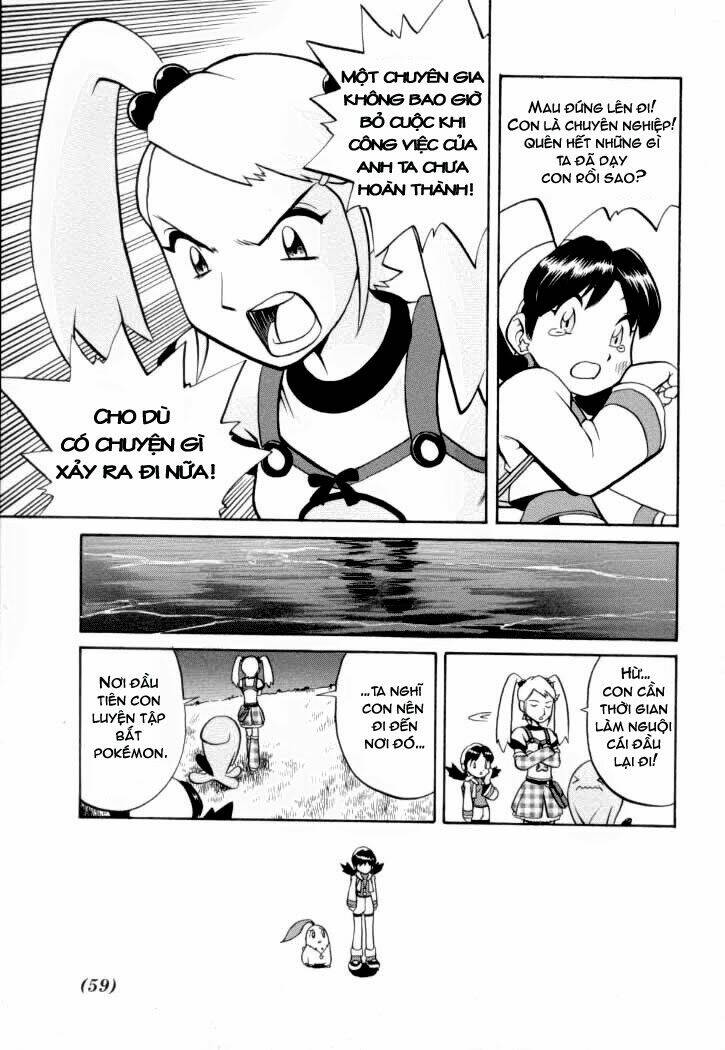 MAU ĐỨNG LÊN ĐI!
CON LÀ CHUYÊN NGHIỆP!
QUÊN HẾT NHỮNG GÌ
TA ĐÃ DẠY
CON RỒI SAO?
MỘT CHUYÊN GIA
KHÔNG BAO GIỜ
BỎ CUỘC KHI
CÔNG VIỆC CỦA
ANH TA CHƯA
HOÀN THÀNH!
CHO DÙ
CÓ CHUYỆN GÌ
XẢY RA ĐI NỮA!
HỪ...
CON CẦN
THỜI GIAN
LÀM NGUỘI
CÁI ĐẦU
LẠI ĐI!
...TA NGHĨ
CON NÊN
ĐI ĐẾN
NƠI ĐÓ...
NƠI ĐẦU
TIÊN CON
LUYỆN TẬP
BẮT
POKÉMON.
(59)